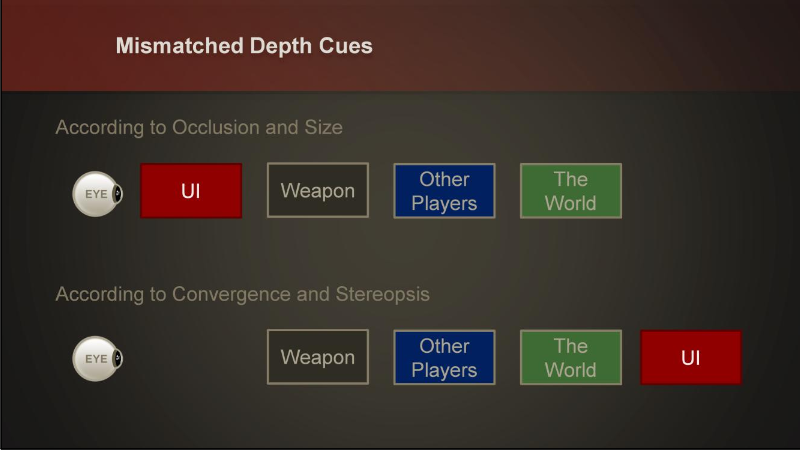 Mismatched Depth Cues
According to Occlusion and Size
EYE
UI
Weapon
Other
Players
The
World
According to Convergence and Stereopsis
EYE
Weapon
Other
Players
The
World
UI